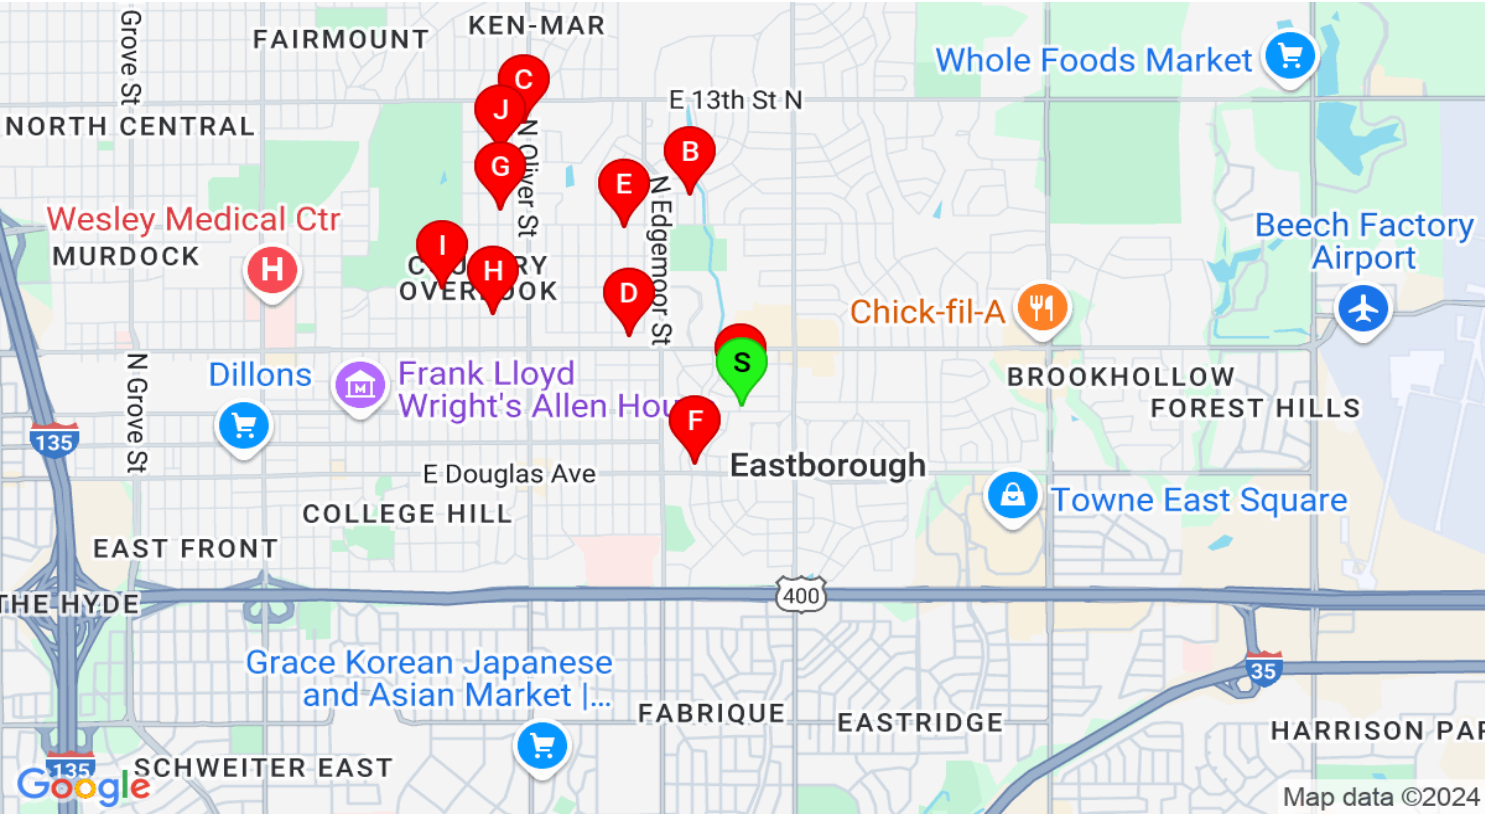 Grove St
FAIRMOUNT
KEN-MAR
Whole Foods Market
C
E 13th St N
J
NORTH CENTRAL
N Oliver St
B
G
E
N Edgemoor St
Wesley Medical Ctr
MURDOCK
H
Beech Factory
Airport
I
H
OVERLOOK
D
Chick-fil-A
S
Dillons
Frank Lloyd
Wright's Allen Hou
N Grove St
BROOKHOLLOW
FOREST HILLS
F
135
Eastborough
E Douglas Ave
Towne East Square
COLLEGE HILL
EAST FRONT
THE HYDE
400
Grace Korean Japanese
and Asian Market |...
35
FABRIQUE
EASTRIDGE
HARRISON PAR
135
SCHWEITER EAST
Google
Map data ©2024